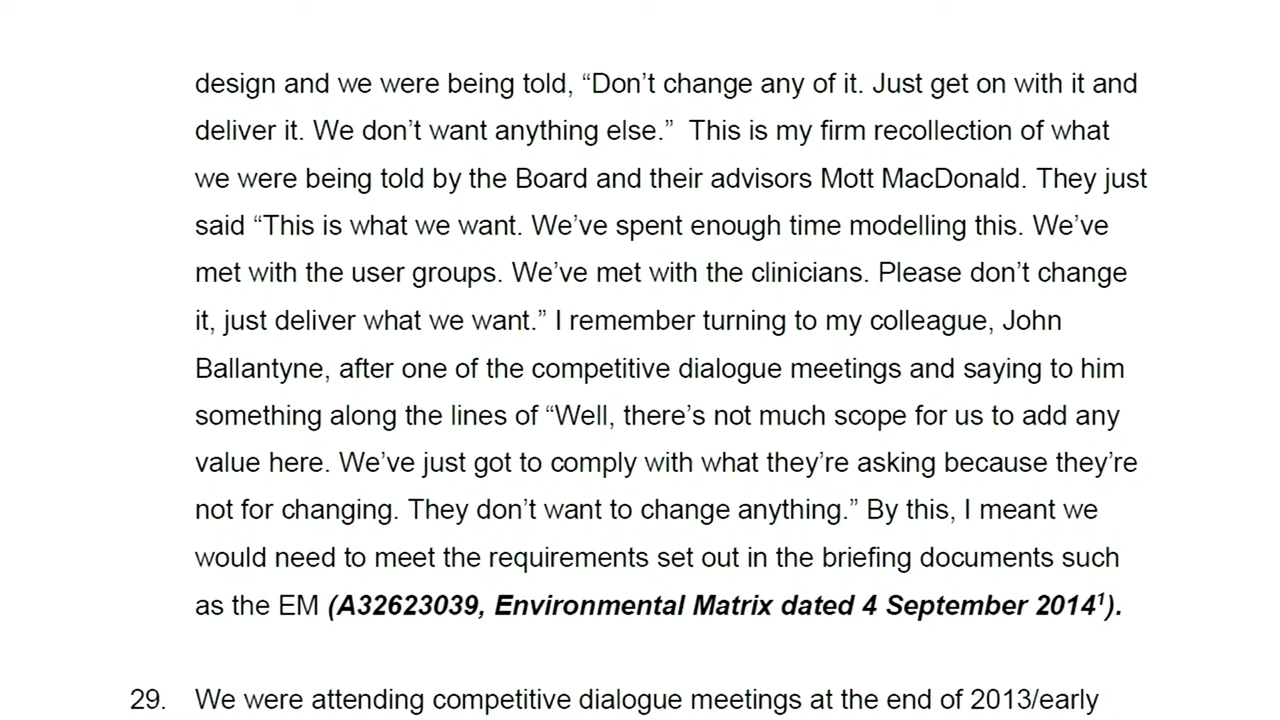 design and we were being told, “Don’t change any of it. Just get on with it and
deliver it. We don’t want anything else.”  This is my firm recollection of what
we were being told by the Board and their advisors Mott MacDonald. They just
said “This is what we want. We’ve spent enough time modelling this. We’ve
met with the user groups. We’ve met with the clinicians. Please don’t change
it, just deliver what we want.” I remember turning to my colleague, John
Ballantyne, after one of the competitive dialogue meetings and saying to him
something along the lines of “Well, there’s not much scope for us to add any
value here. We’ve just got to comply with what they’re asking because they’re
not for changing. They don’t want to change anything.” By this, I meant we
would need to meet the requirements set out in the briefing documents such
as the EM (A32623039, Environmental Matrix dated 4 September 2014¹).
29. We were attending competitive dialogue meetings at the end of 2013/early